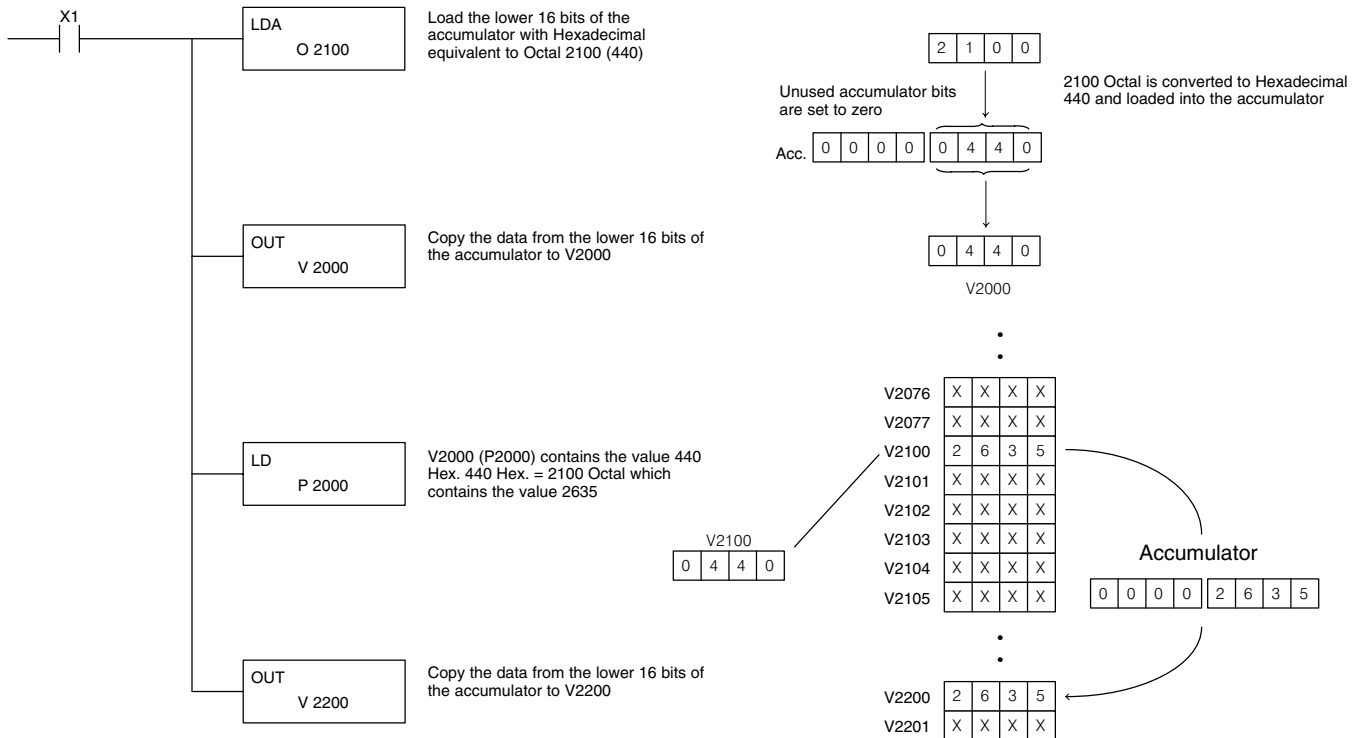 X1
LDA
O 2100
Load the lower 16 bits of the
accumulator with Hexadecimal
equivalent to Octal 2100 (440)
2 1 0 0
Unused accumulator bits
are set to zero
2100 Octal is converted to Hexadecimal
440 and loaded into the accumulator
Acc. 0 0 0 0 0 4 4 0
OUT
V 2000
Copy the data from the lower 16 bits of
the accumulator to V2000
0 4 4 0
V2000
LD
P 2000
V2000 (P2000) contains the value 440
Hex. 440 Hex. = 2100 Octal which
contains the value 2635
V2100
0 4 4 0
V2076 X X X X
V2077 X X X X
V2100 2 6 3 5
V2101 X X X X
V2102 X X X X
V2103 X X X X
V2104 X X X X
V2105 X X X X
Accumulator
0 0 0 0 2 6 3 5
OUT
V 2200
Copy the data from the lower 16 bits of
the accumulator to V2200
V2200 2 6 3 5
V2201 X X X X